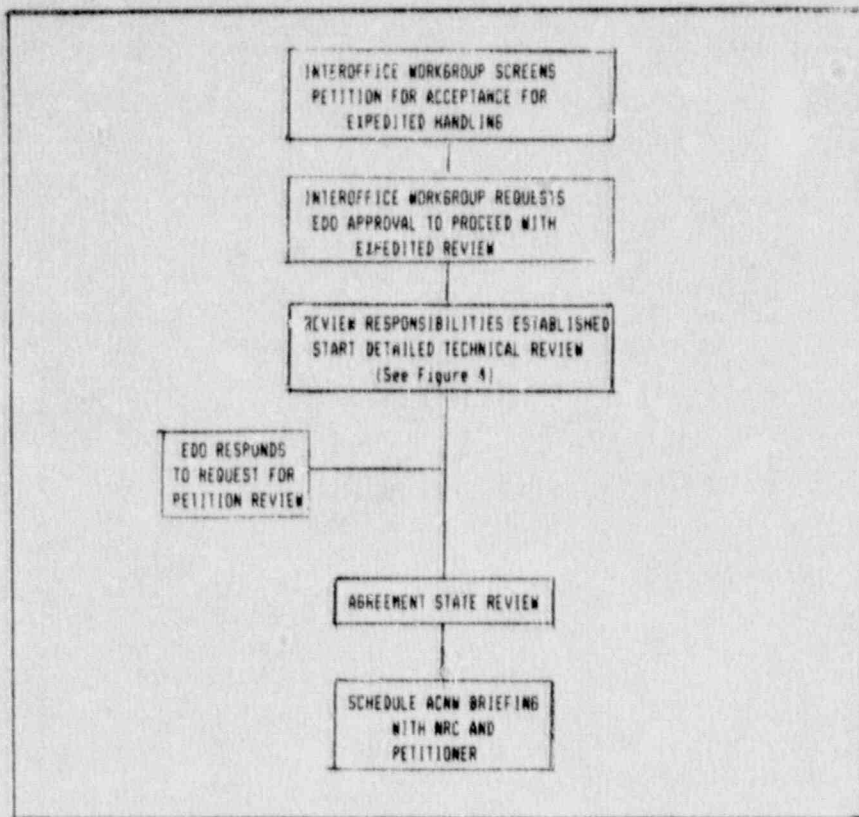 INTEROFFICE WORKGROUP SCREENS
PETITION FOR ACCEPTANCE FOR
EXPEDITED HANDLING
INTEROFFICE WORKGROUP REQUESTS
EDO APPROVAL TO PROCEED WITH
EXPEDITED REVIEW
REVIEW RESPONSIBILITIES ESTABLISHED
START DETAILED TECHNICAL REVIEW
(See Figure 4)
EDO RESPONDS
TO REQUEST FOR
PETITION REVIEW
AGREEMENT STATE REVIEW
SCHEDULE ACNW BRIEFING
WITH NRC AND
PETITIONER